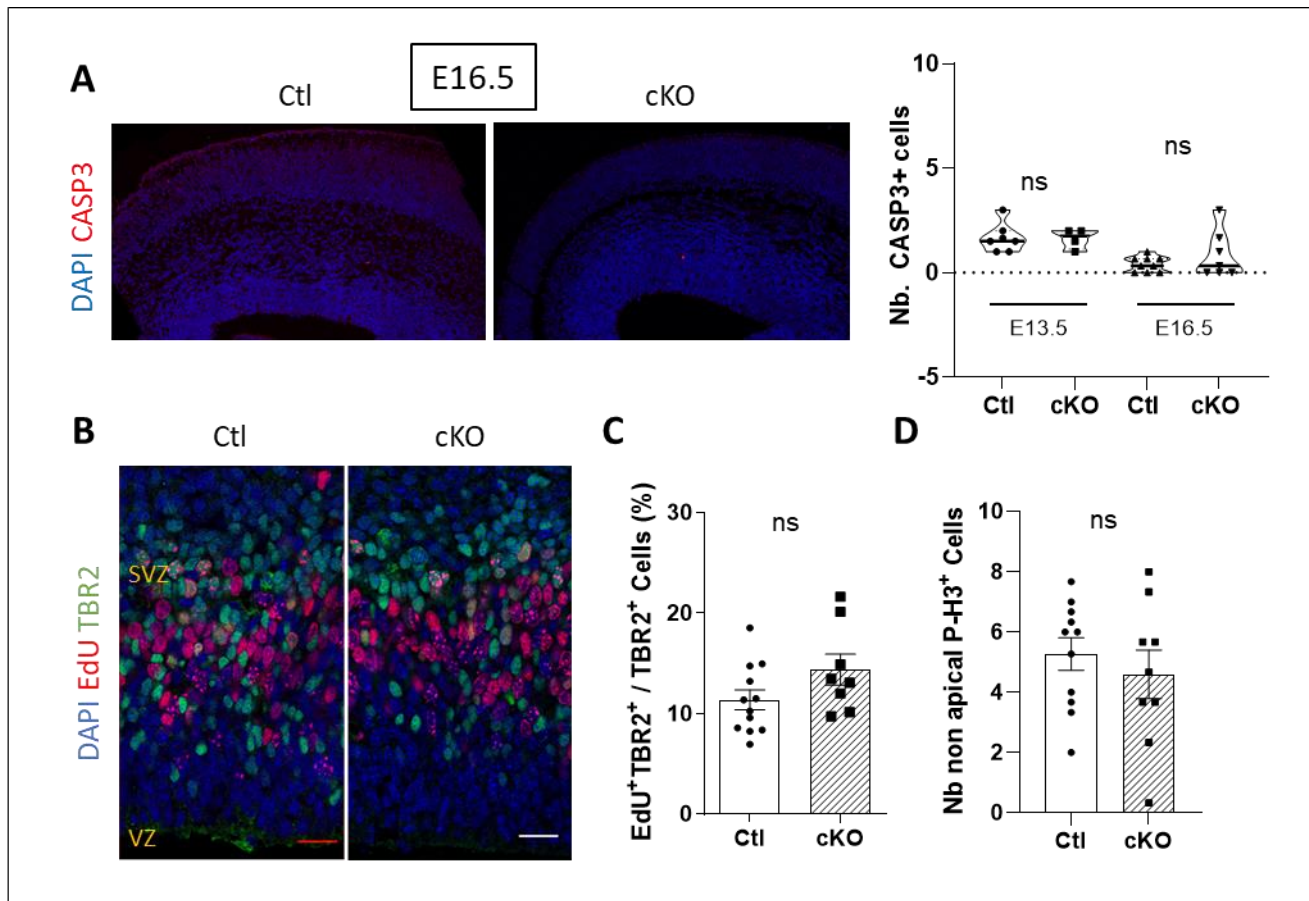 A
E16.5
Ctl
cKO
DAPI CASP3
Nb. CASP3+ cells
10
5
0
-5
ns
ns
E13.5
E16.5
Ctl
cKO
Ctl
cKO
B
Ctl
cKO
DAPI EdU TBR2
SVZ
VZ
C
EdU⁺TBR2⁺ / TBR2⁺ Cells (%)
30
20
10
0
ns
Ctl
cKO
D
Nb non apical P-H3⁺ Cells
10
8
6
4
2
0
ns
Ctl
cKO